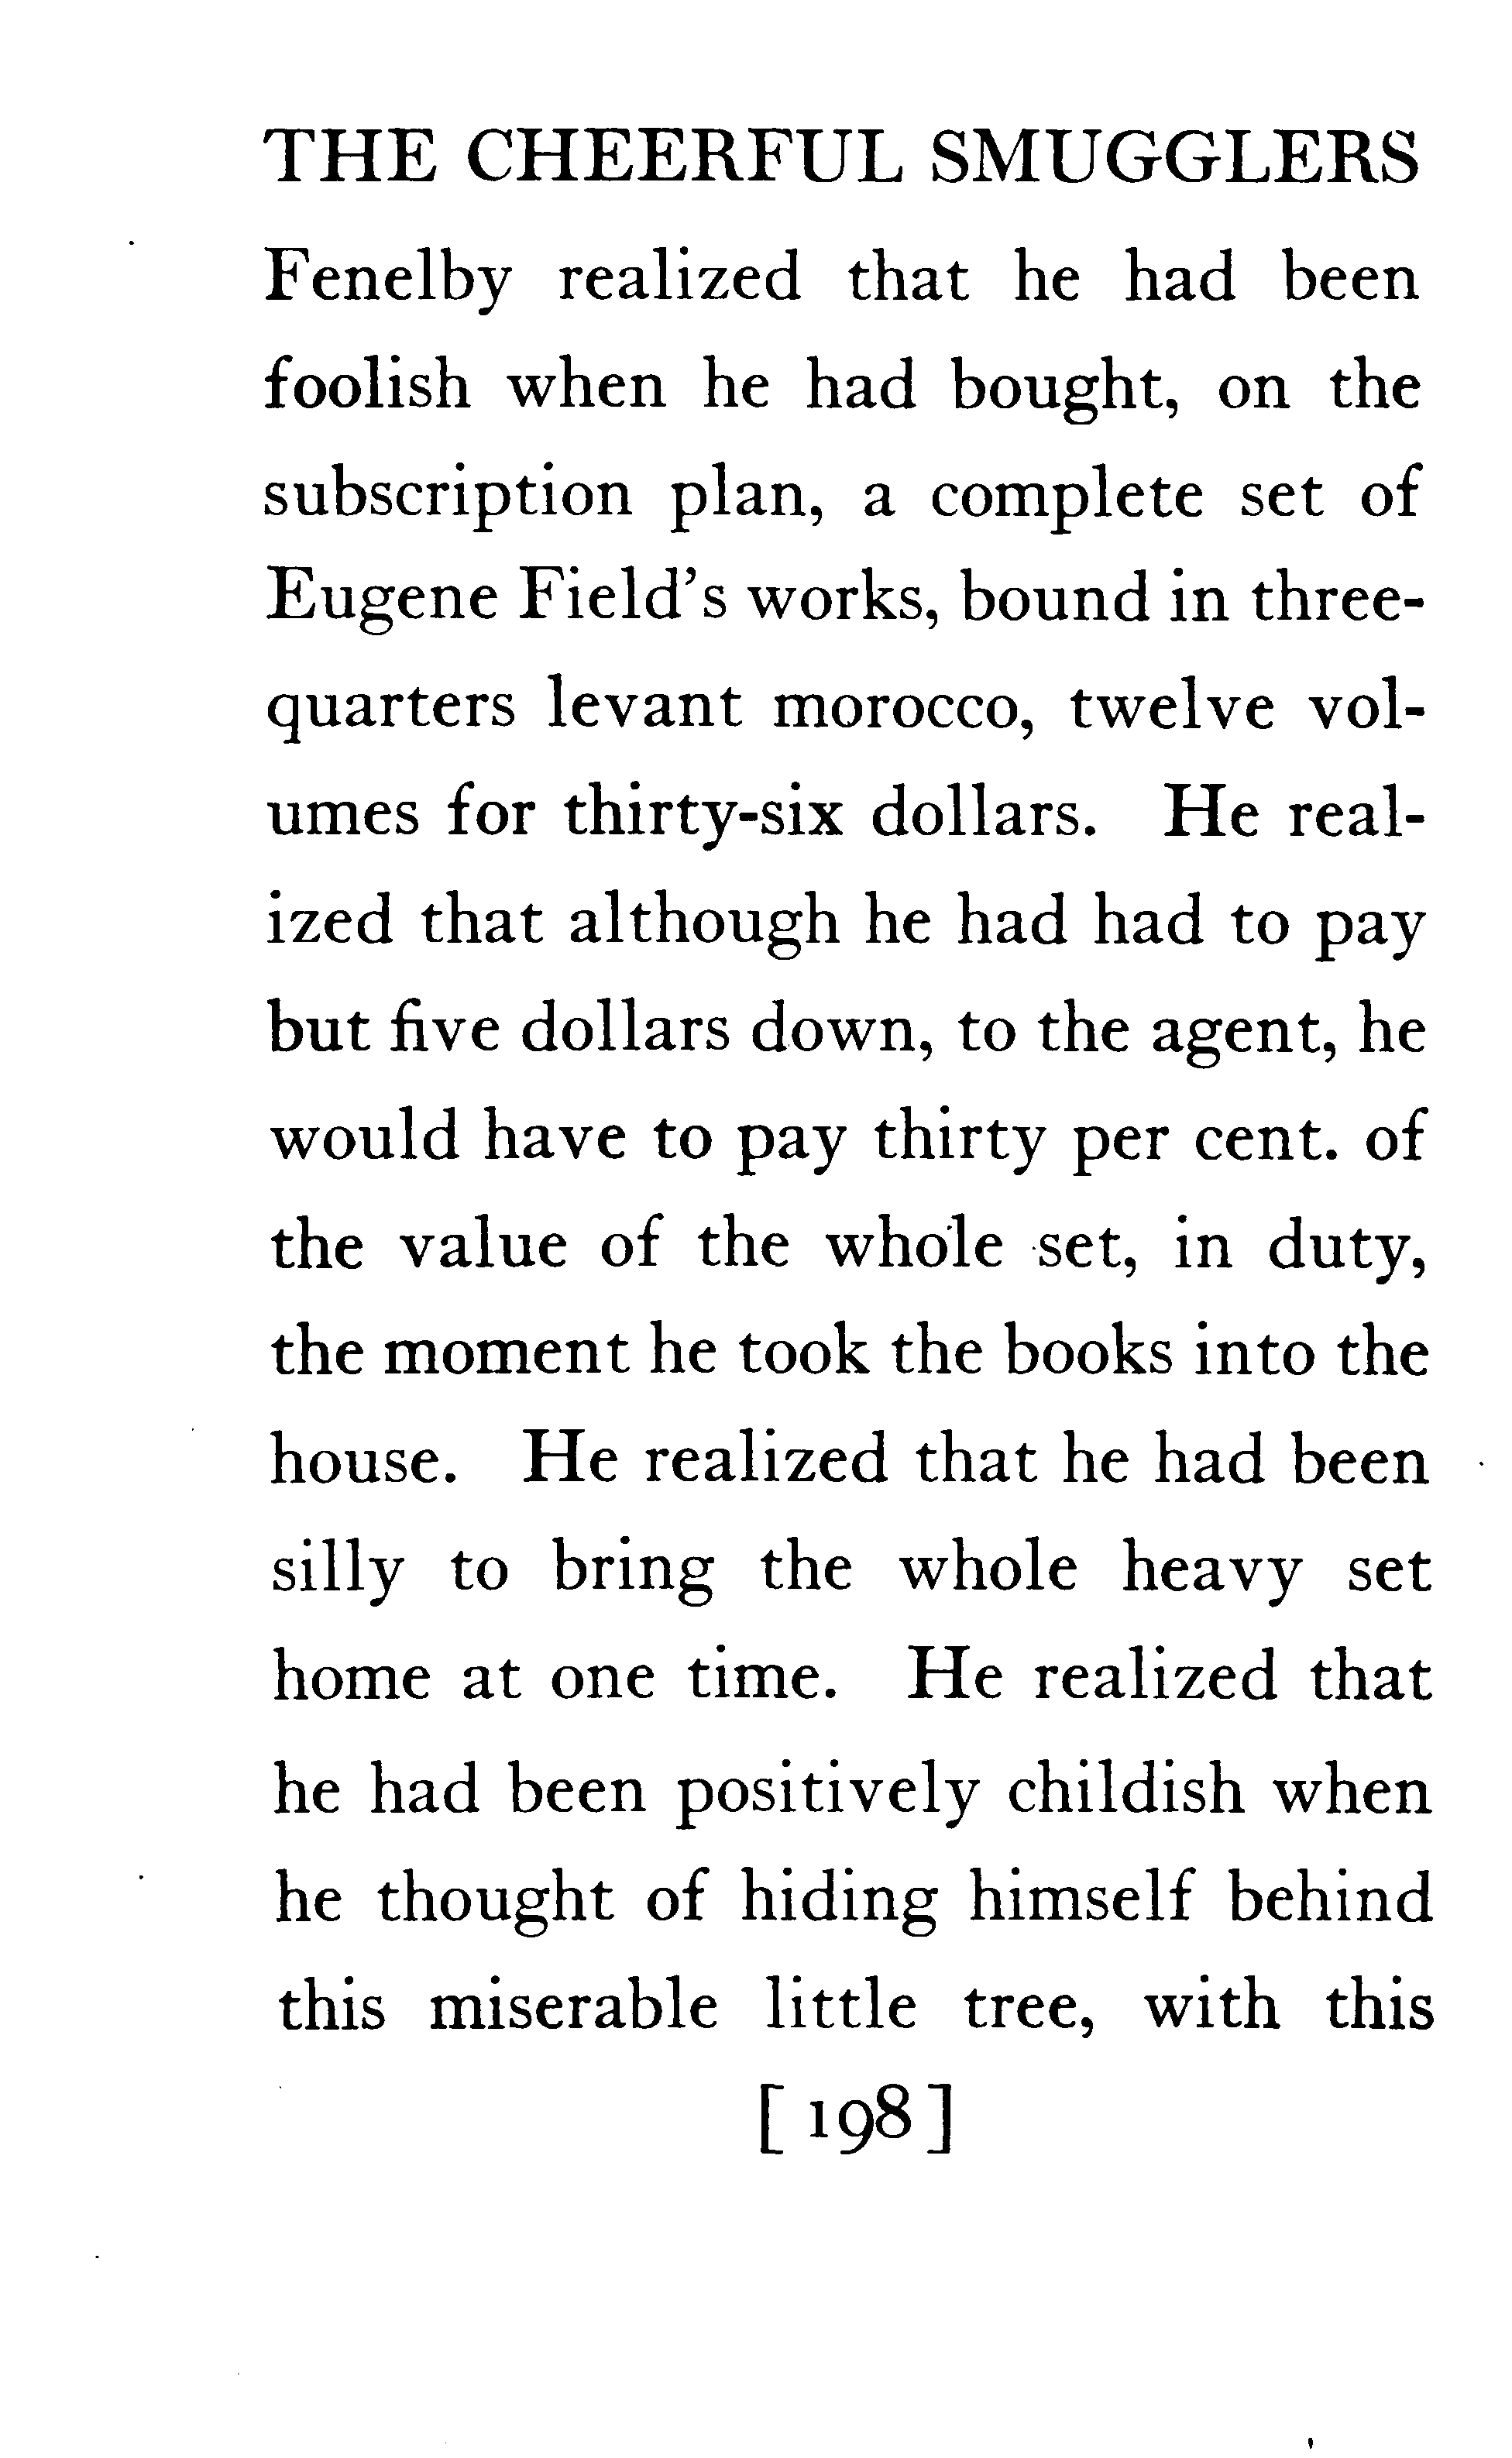 THE CHEERFUL SMUGGLERS
Fenelby realized that he had been
foolish when he had bought, on the
subscription plan, a complete set of
Eugene Field's works, bound in three-
quarters levant morocco, twelve vol-
umes for thirty-six dollars. He real-
ized that although he had had to pay
but five dollars down, to the agent, he
would have to pay thirty per cent. of
the value of the whole set, in duty,
the moment he took the books into the
house. He realized that he had been
silly to bring the whole heavy set
home at one time. He realized that
he had been positively childish when
he thought of hiding himself behind
this miserable little tree, with this
[ 198 ]